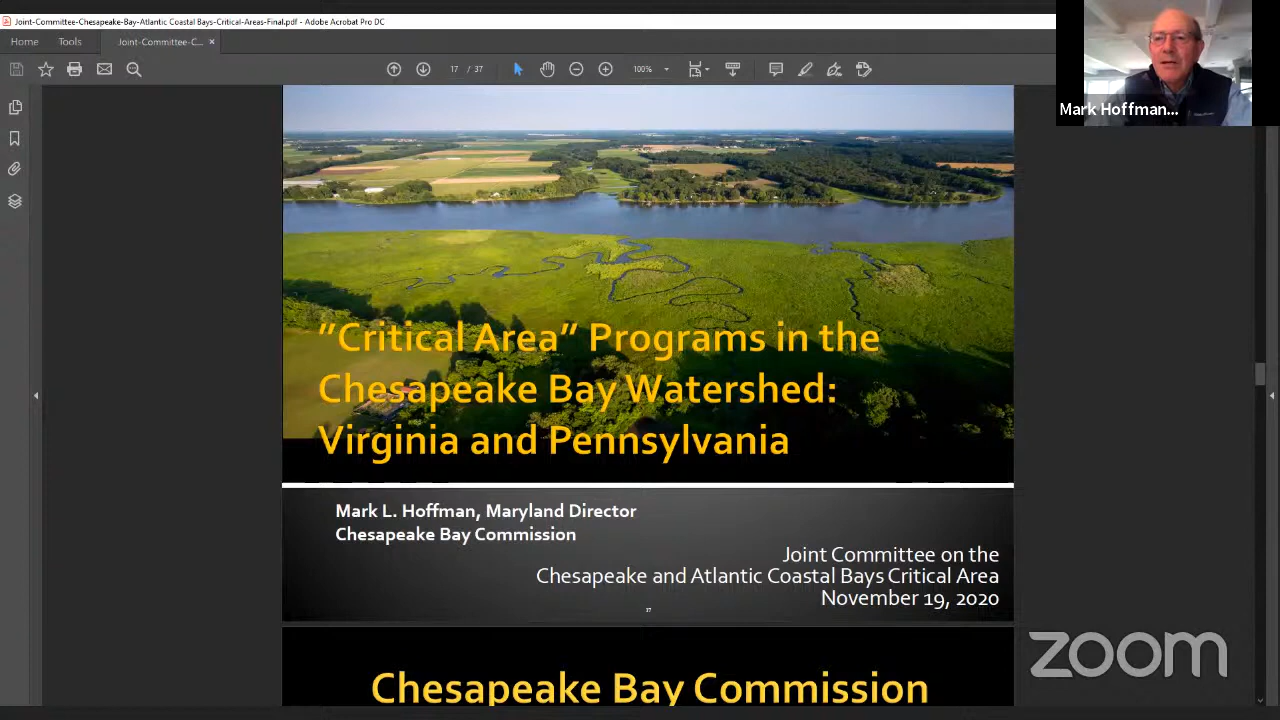 Joint-Committee-Chesapeake-Bay-Atlantic Coastal Bays-Critical-Areas-Final.pdf - Adobe Acrobat Pro DC
Home Tools Joint-Committee-C... ×
17 / 37 100%
Mark Hoffman...
"Critical Area" Programs in the
Chesapeake Bay Watershed:
Virginia and Pennsylvania
Mark L. Hoffman, Maryland Director
Chesapeake Bay Commission
Joint Committee on the
Chesapeake and Atlantic Coastal Bays Critical Area
November 19, 2020
17
zoom
Chesapeake Bay Commission